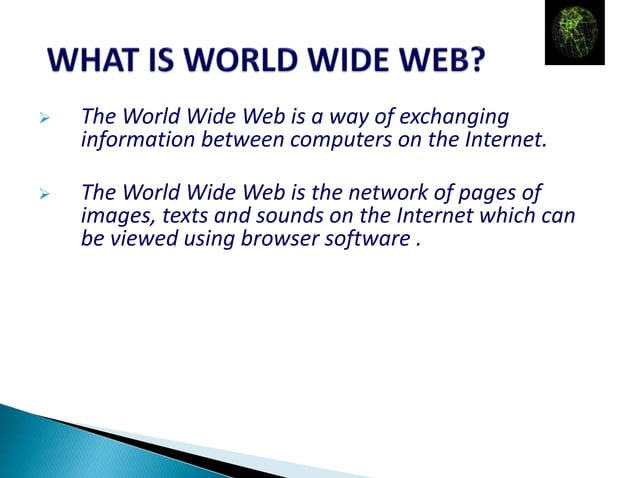 WHAT IS WORLD WIDE WEB?
The World Wide Web is a way of exchanging
information between computers on the Internet.
The World Wide Web is the network of pages of
images, texts and sounds on the Internet which can
be viewed using browser software .